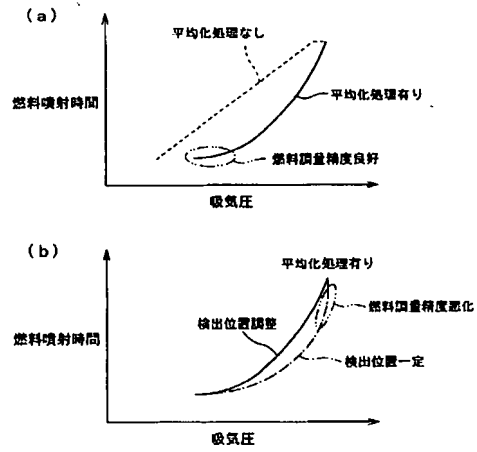 (a)
平均化処理なし
燃料噴射時間
平均化処理有り
燃料調量精度良好
吸気圧
(b)
平均化処理有り
燃料調量精度悪化
検出位置調整
燃料噴射時間
検出位置一定
吸気圧